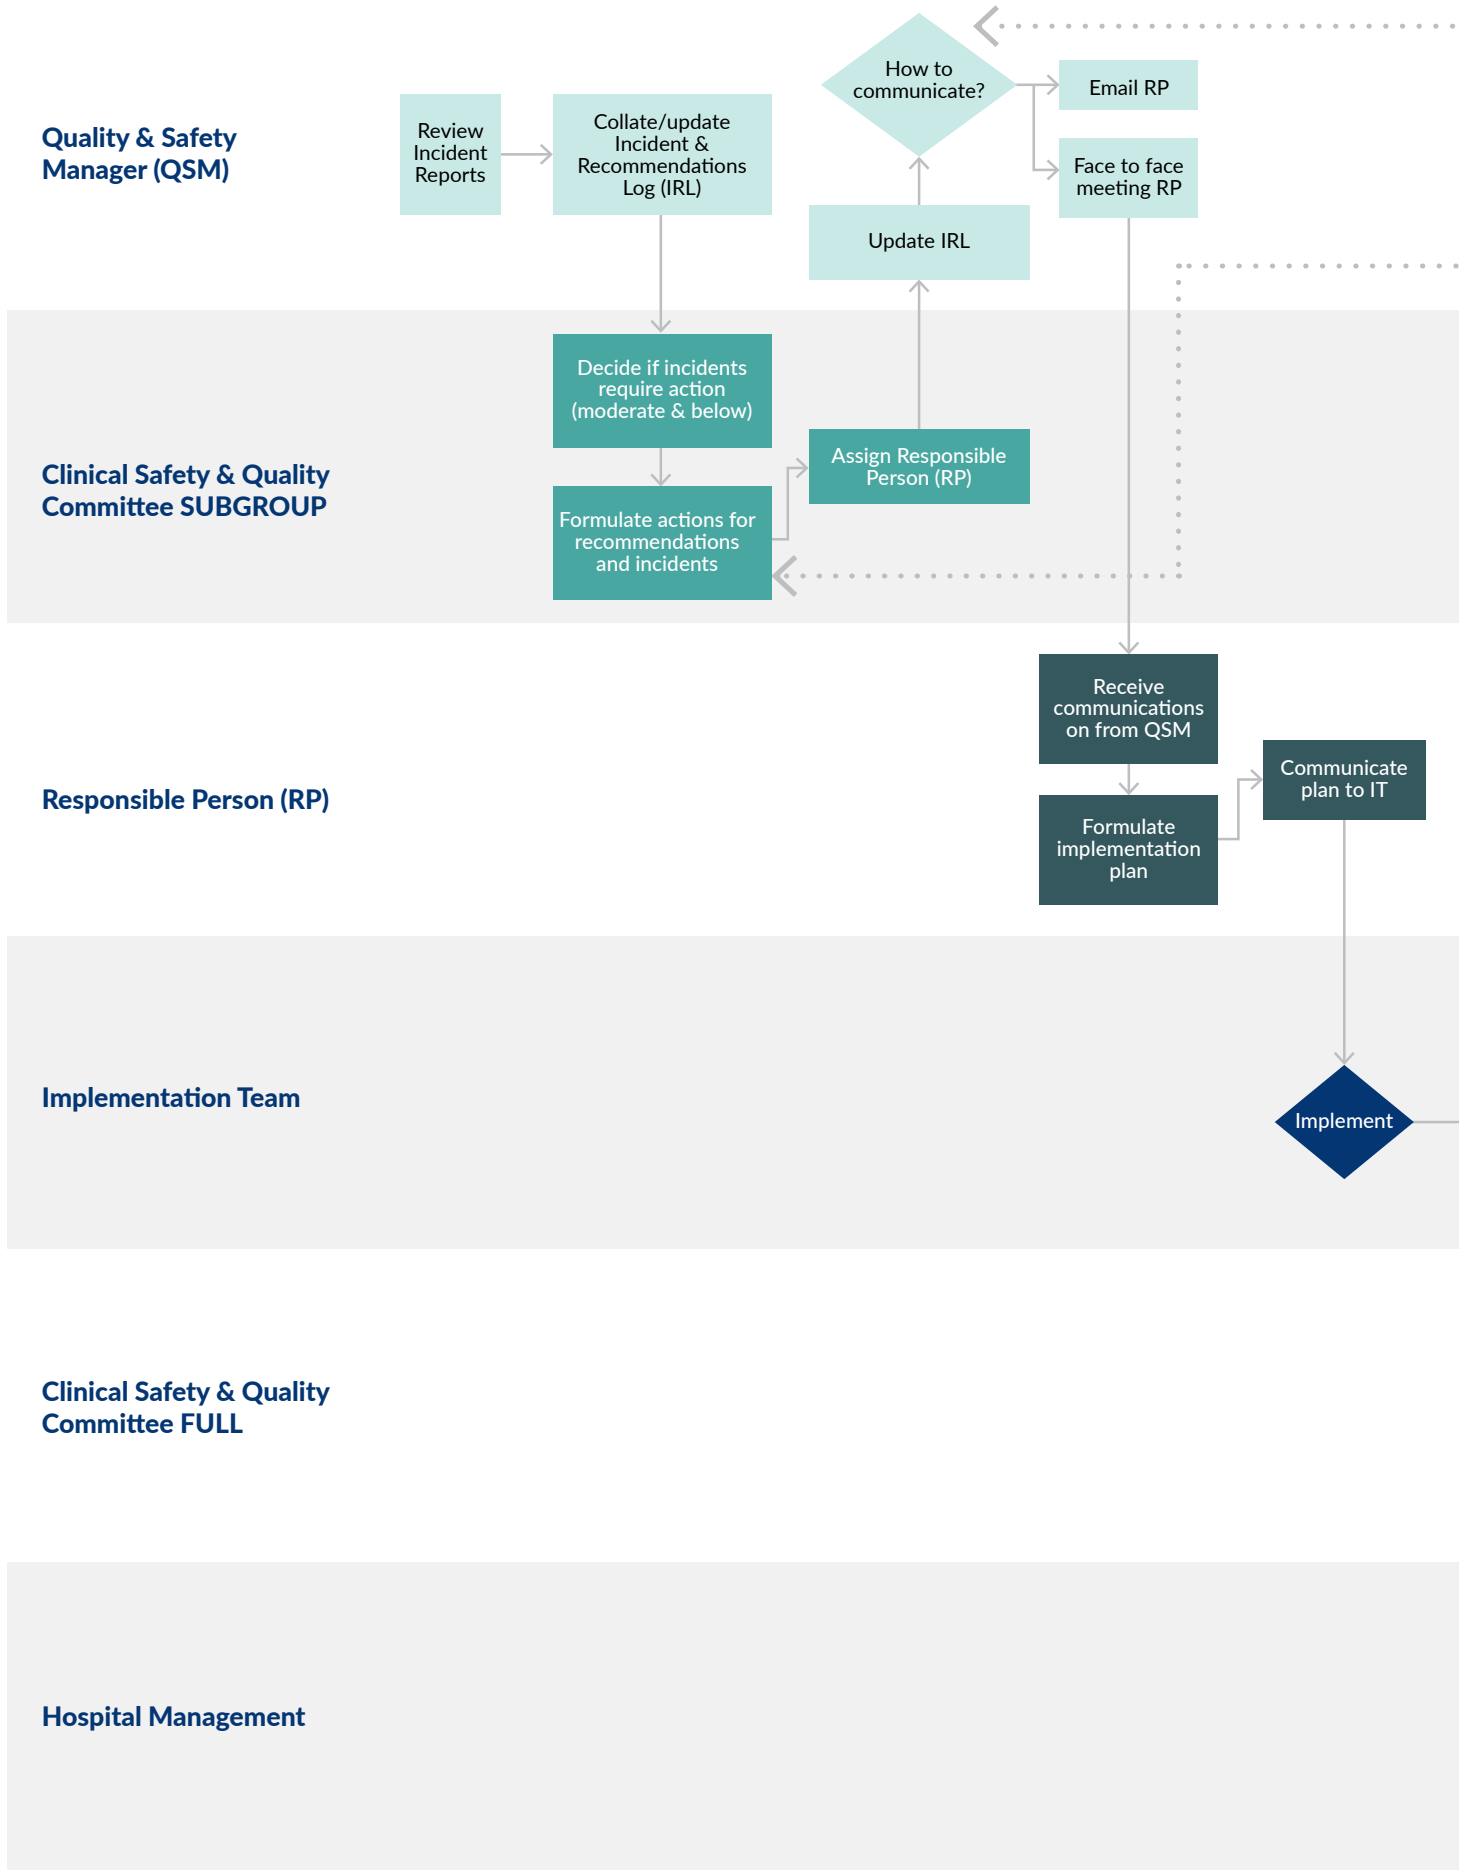 Quality & Safety
Manager (QSM)
Review
Incident
Reports
Collate/update
Incident &
Recommendations
Log (IRL)
How to
communicate?
Email RP
Face to face
meeting RP
Update IRL
Clinical Safety & Quality
Committee SUBGROUP
Decide if incidents
require action
(moderate & below)
Formulate actions for
recommendations
and incidents
Assign Responsible
Person (RP)
Responsible Person (RP)
Receive
communications
on from QSM
Formulate
implementation
plan
Communicate
plan to IT
Implementation Team
Implement
Clinical Safety & Quality
Committee FULL
Hospital Management